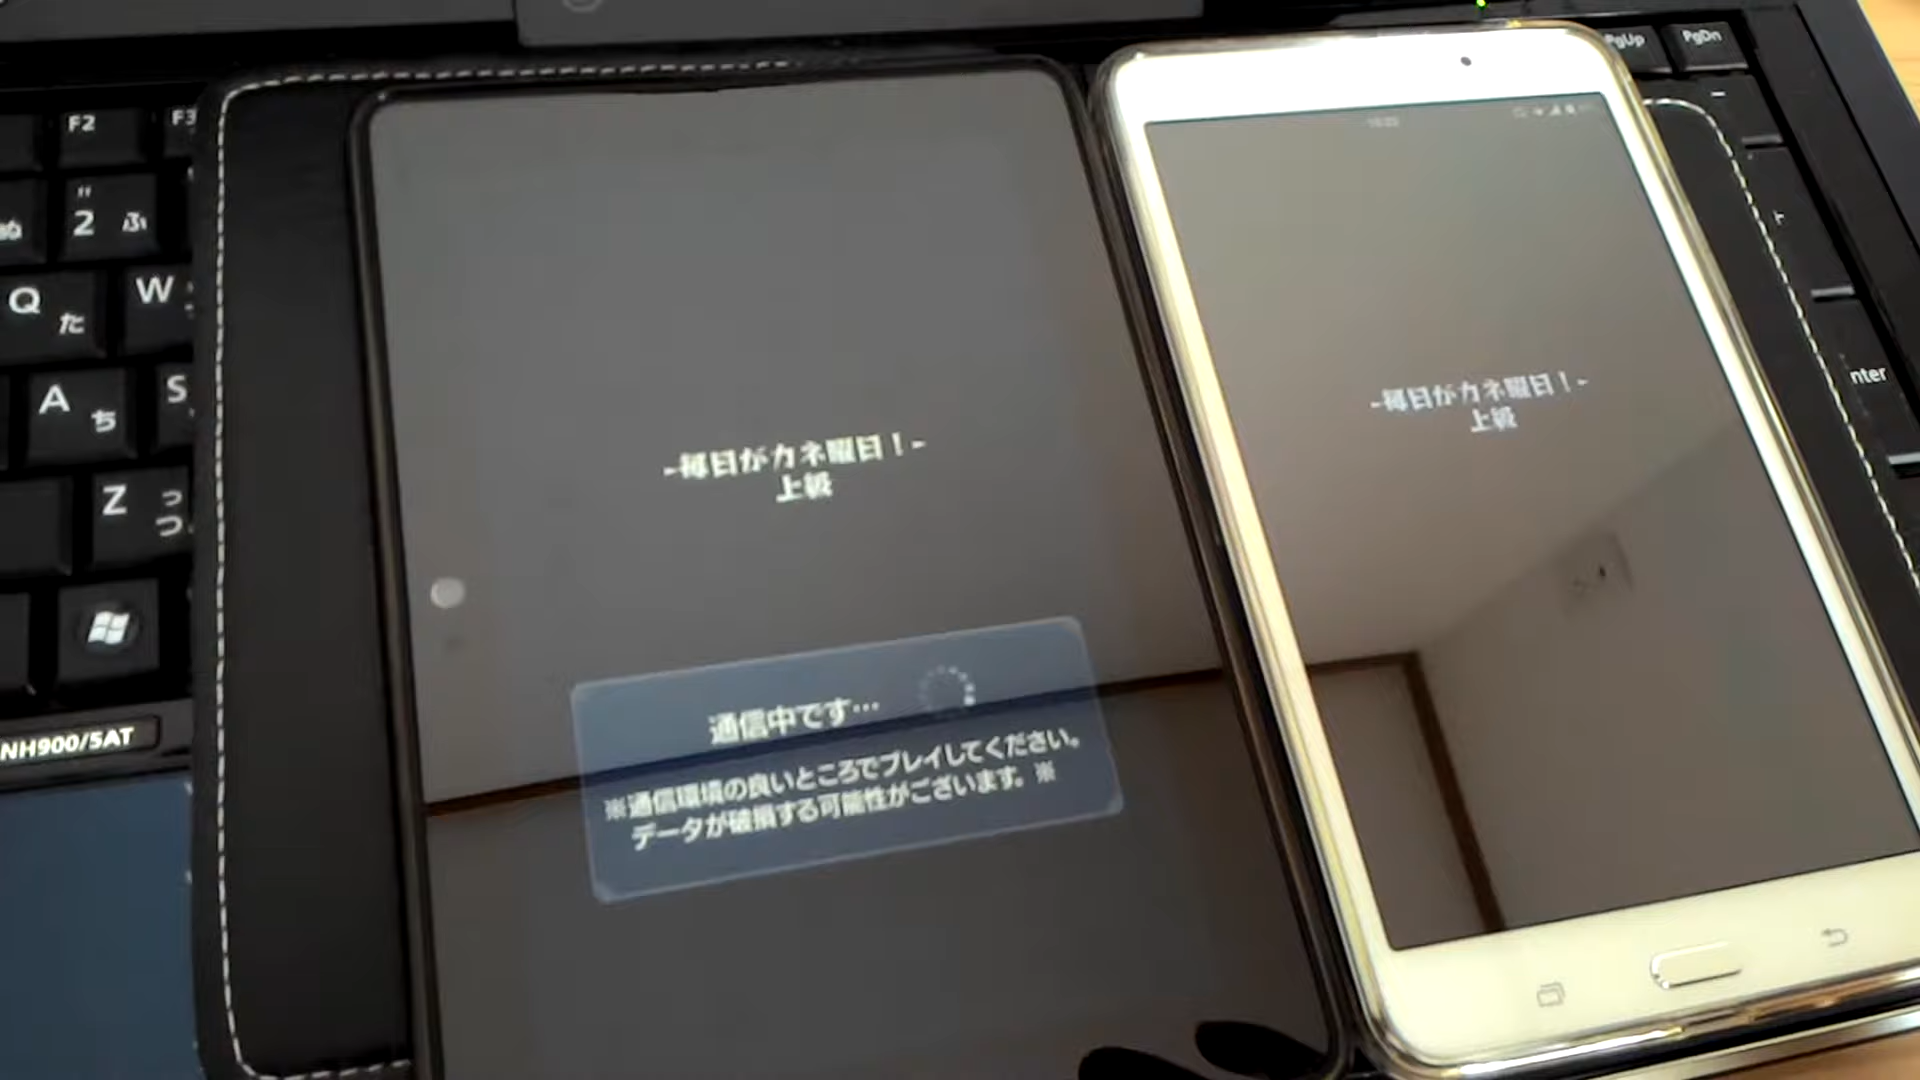 -毎日がカネ曜日!-
上級
通信中です…
※通信環境の良いところでプレイしてください。
データが破損する可能性がございます。※
-毎日がカネ曜日!-
上級
F2
F3
"
2 ふ
Q た
W
A ち
S
Z っ
つ
NH900/5AT
PgUp
PgDn
nter